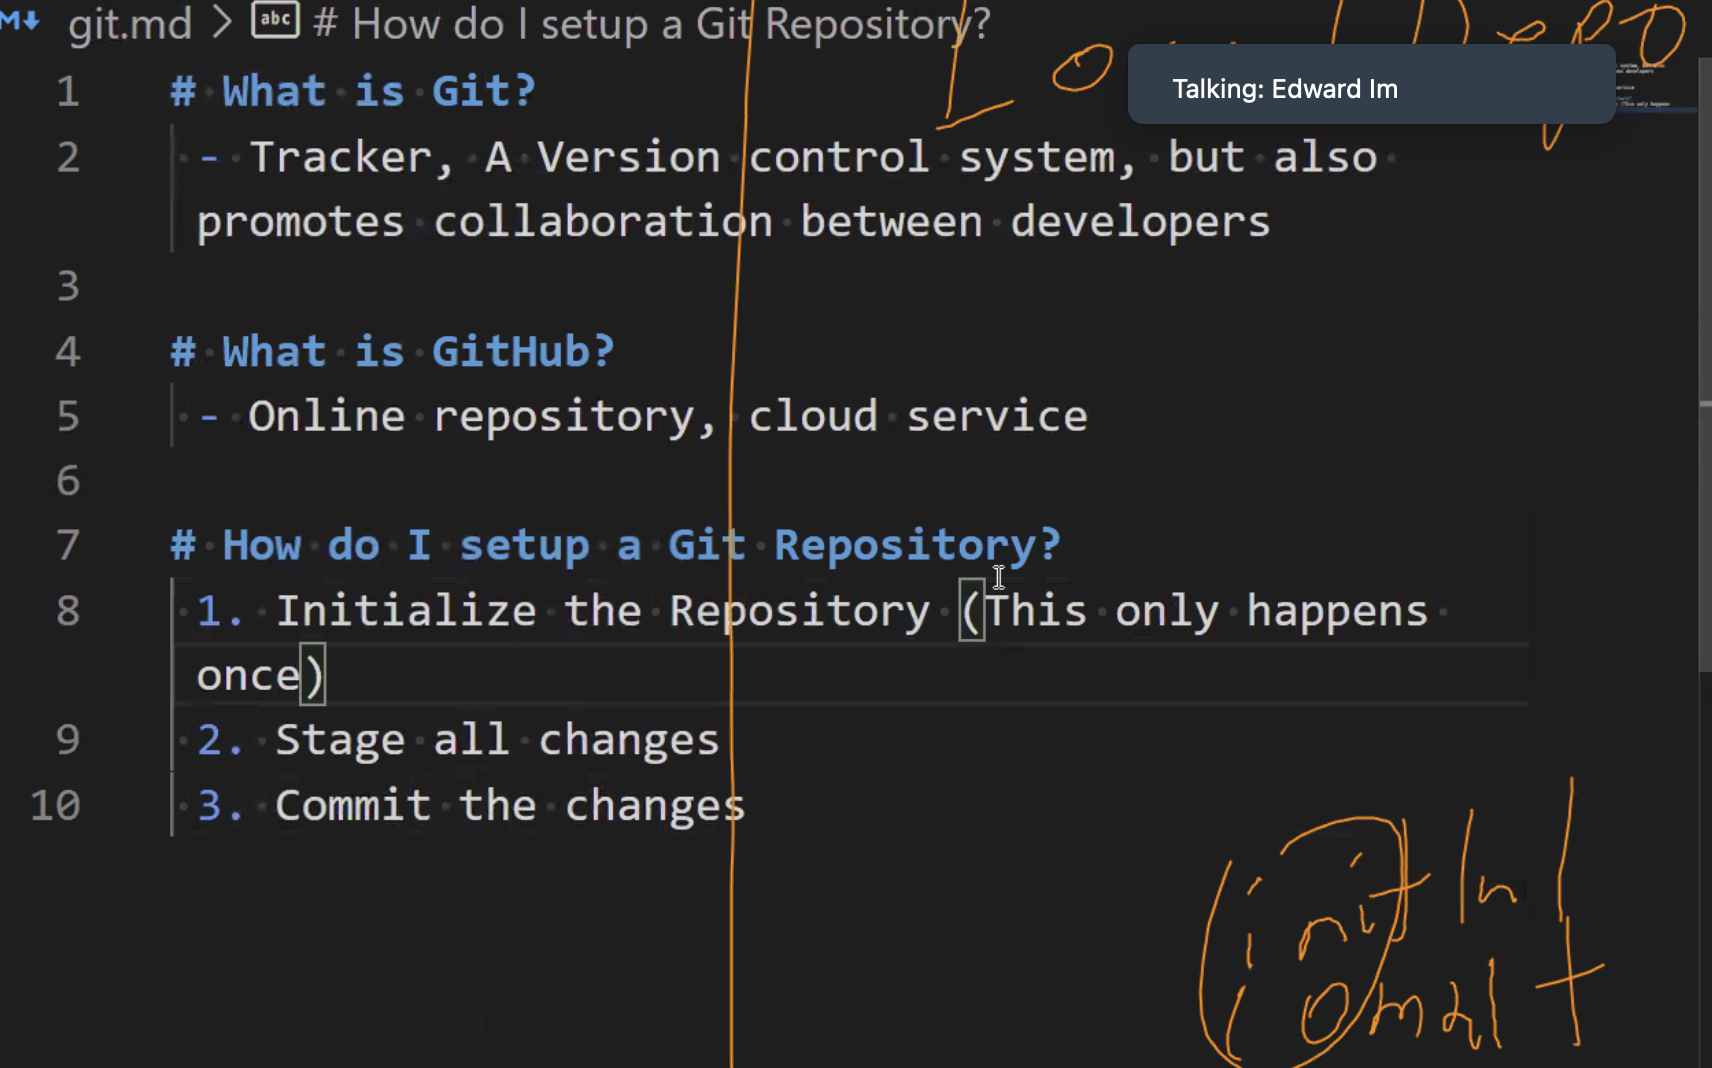 git.md > # How do I setup a Git Repository?
Talking: Edward Im
1 # What is Git?
2 - Tracker, A Version control system, but also
promotes collaboration between developers
3
4 # What is GitHub?
5 - Online repository, cloud service
6
7 # How do I setup a Git Repository?
8 1. Initialize the Repository (This only happens
once)
9 2. Stage all changes
10 3. Commit the changes
init